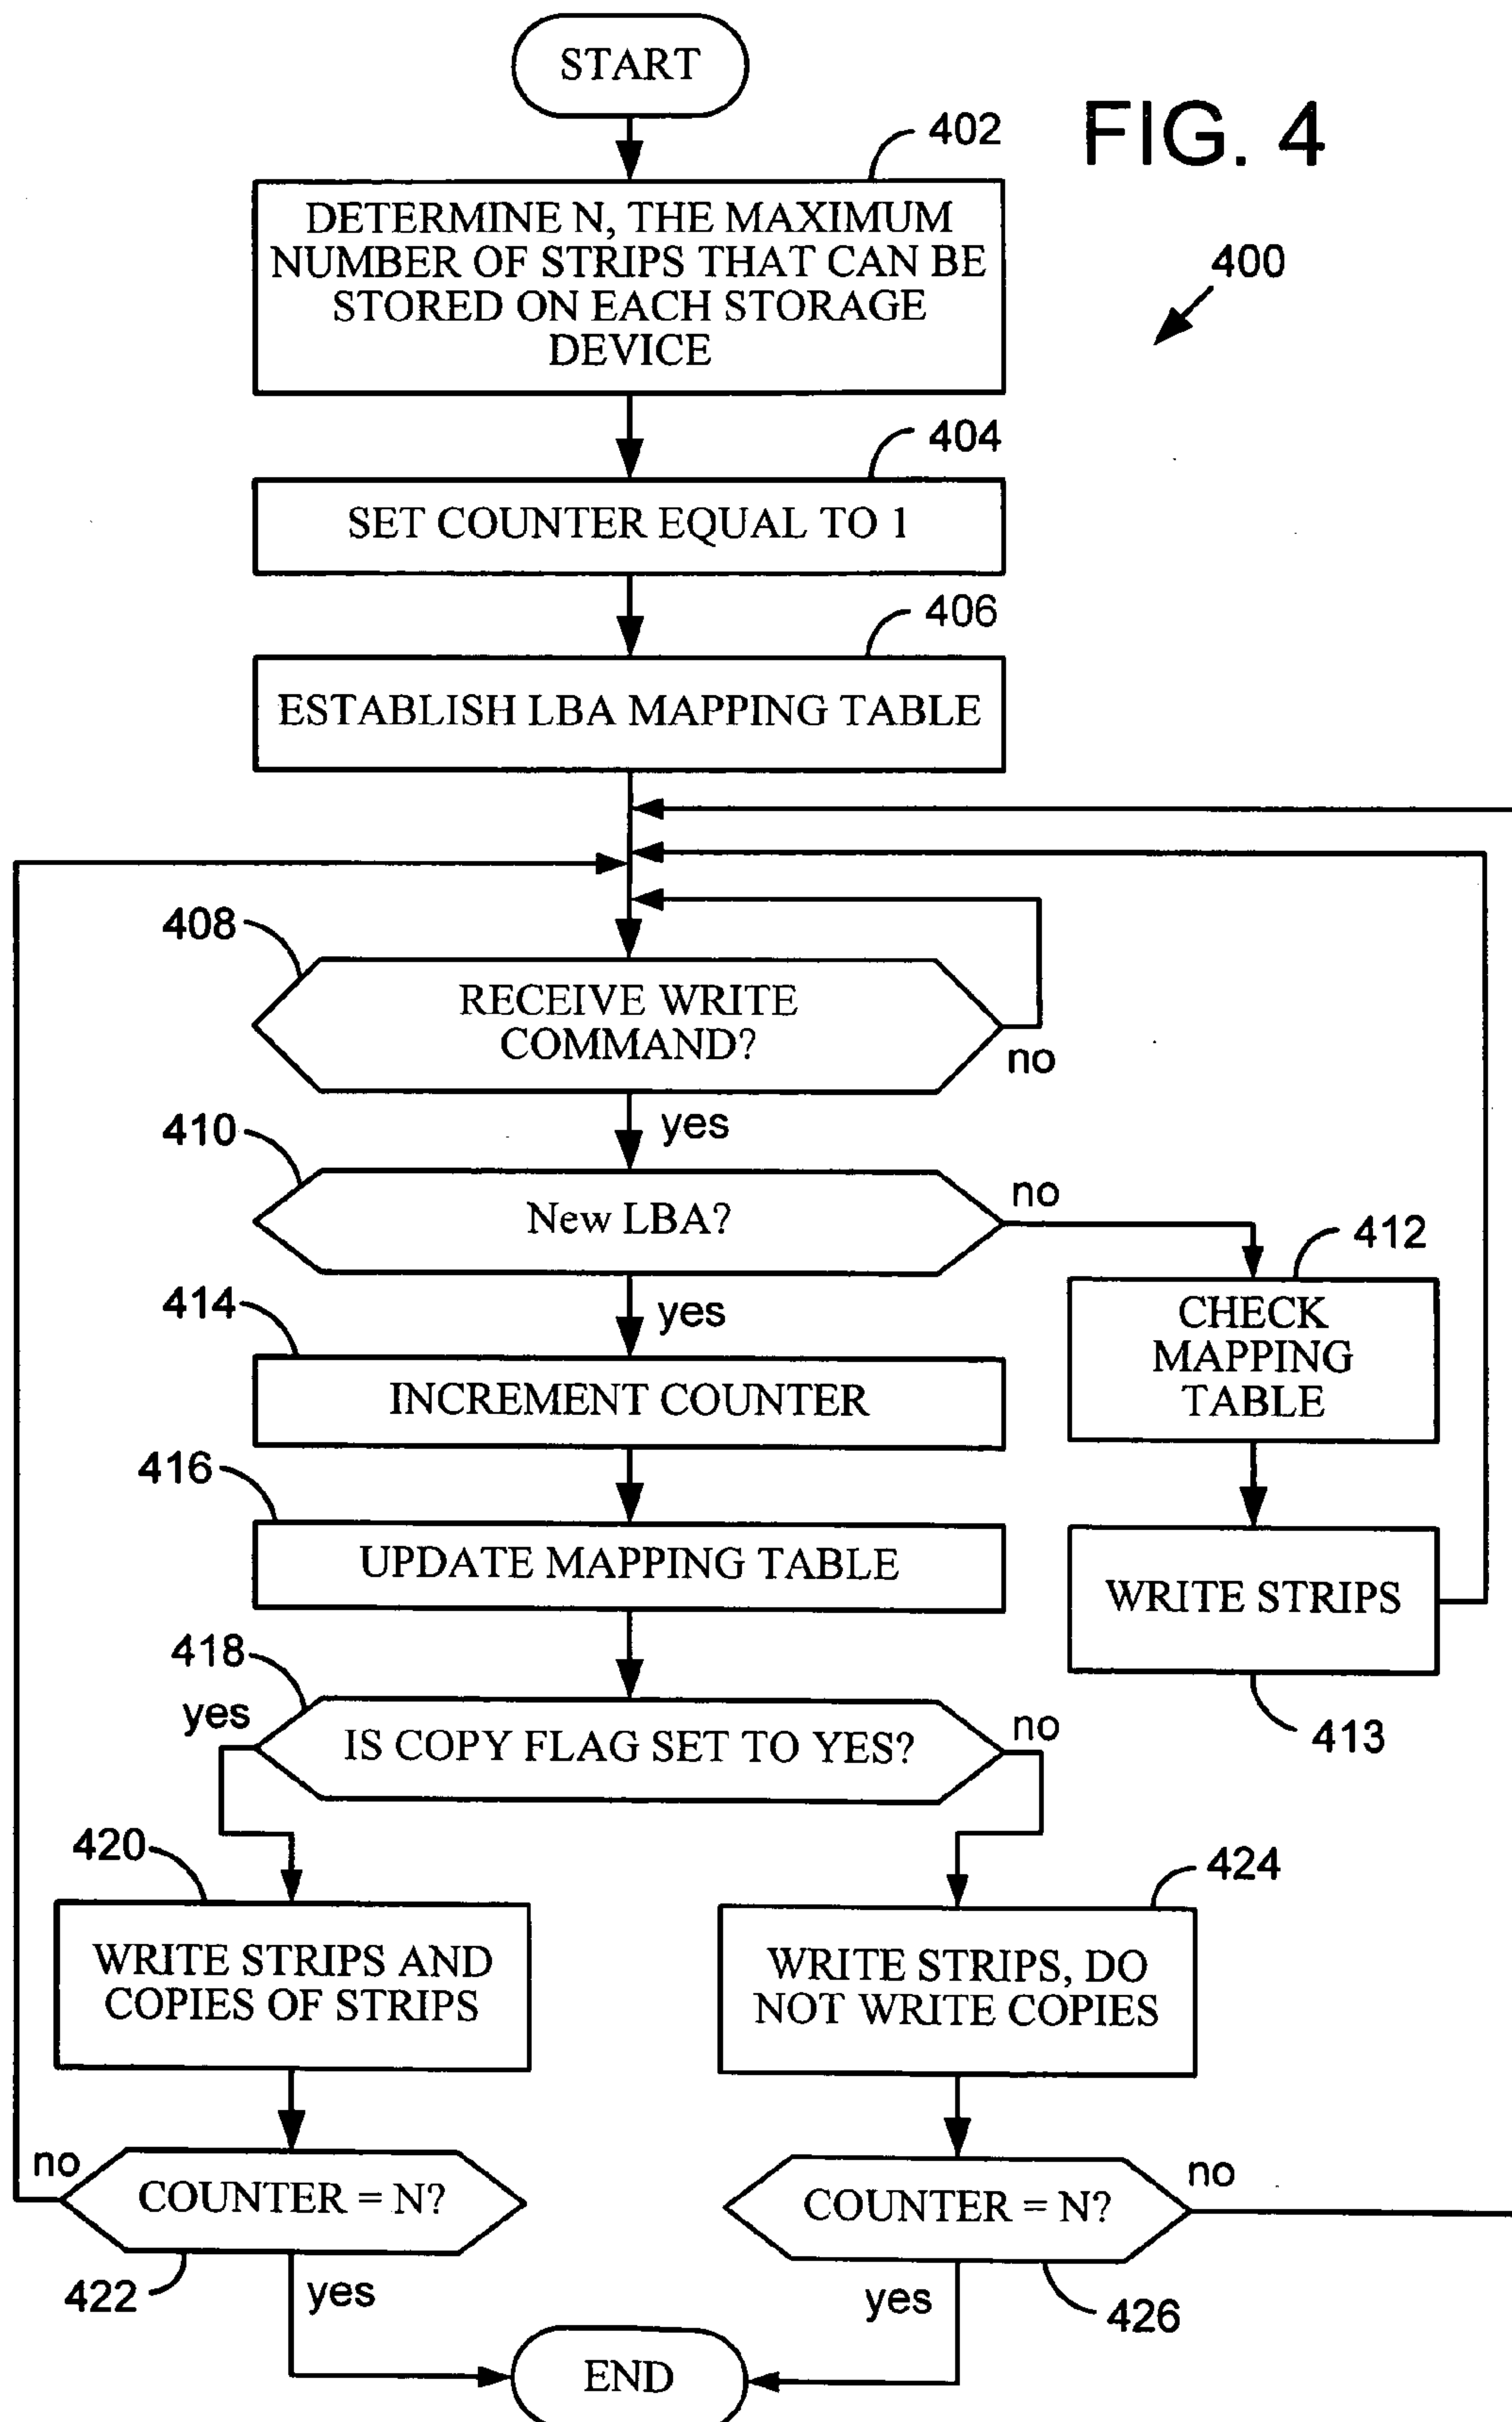 START
FIG. 4
402
DETERMINE N, THE MAXIMUM
NUMBER OF STRIPS THAT CAN BE
STORED ON EACH STORAGE
DEVICE
400
404
SET COUNTER EQUAL TO 1
406
ESTABLISH LBA MAPPING TABLE
408
RECEIVE WRITE
COMMAND?
no
yes
410
New LBA?
no
412
CHECK
MAPPING
TABLE
yes
414
INCREMENT COUNTER
416
UPDATE MAPPING TABLE
WRITE STRIPS
413
418
yes
IS COPY FLAG SET TO YES?
no
420
WRITE STRIPS AND
COPIES OF STRIPS
424
WRITE STRIPS, DO
NOT WRITE COPIES
no
COUNTER = N?
422
yes
COUNTER = N?
no
yes
426
END